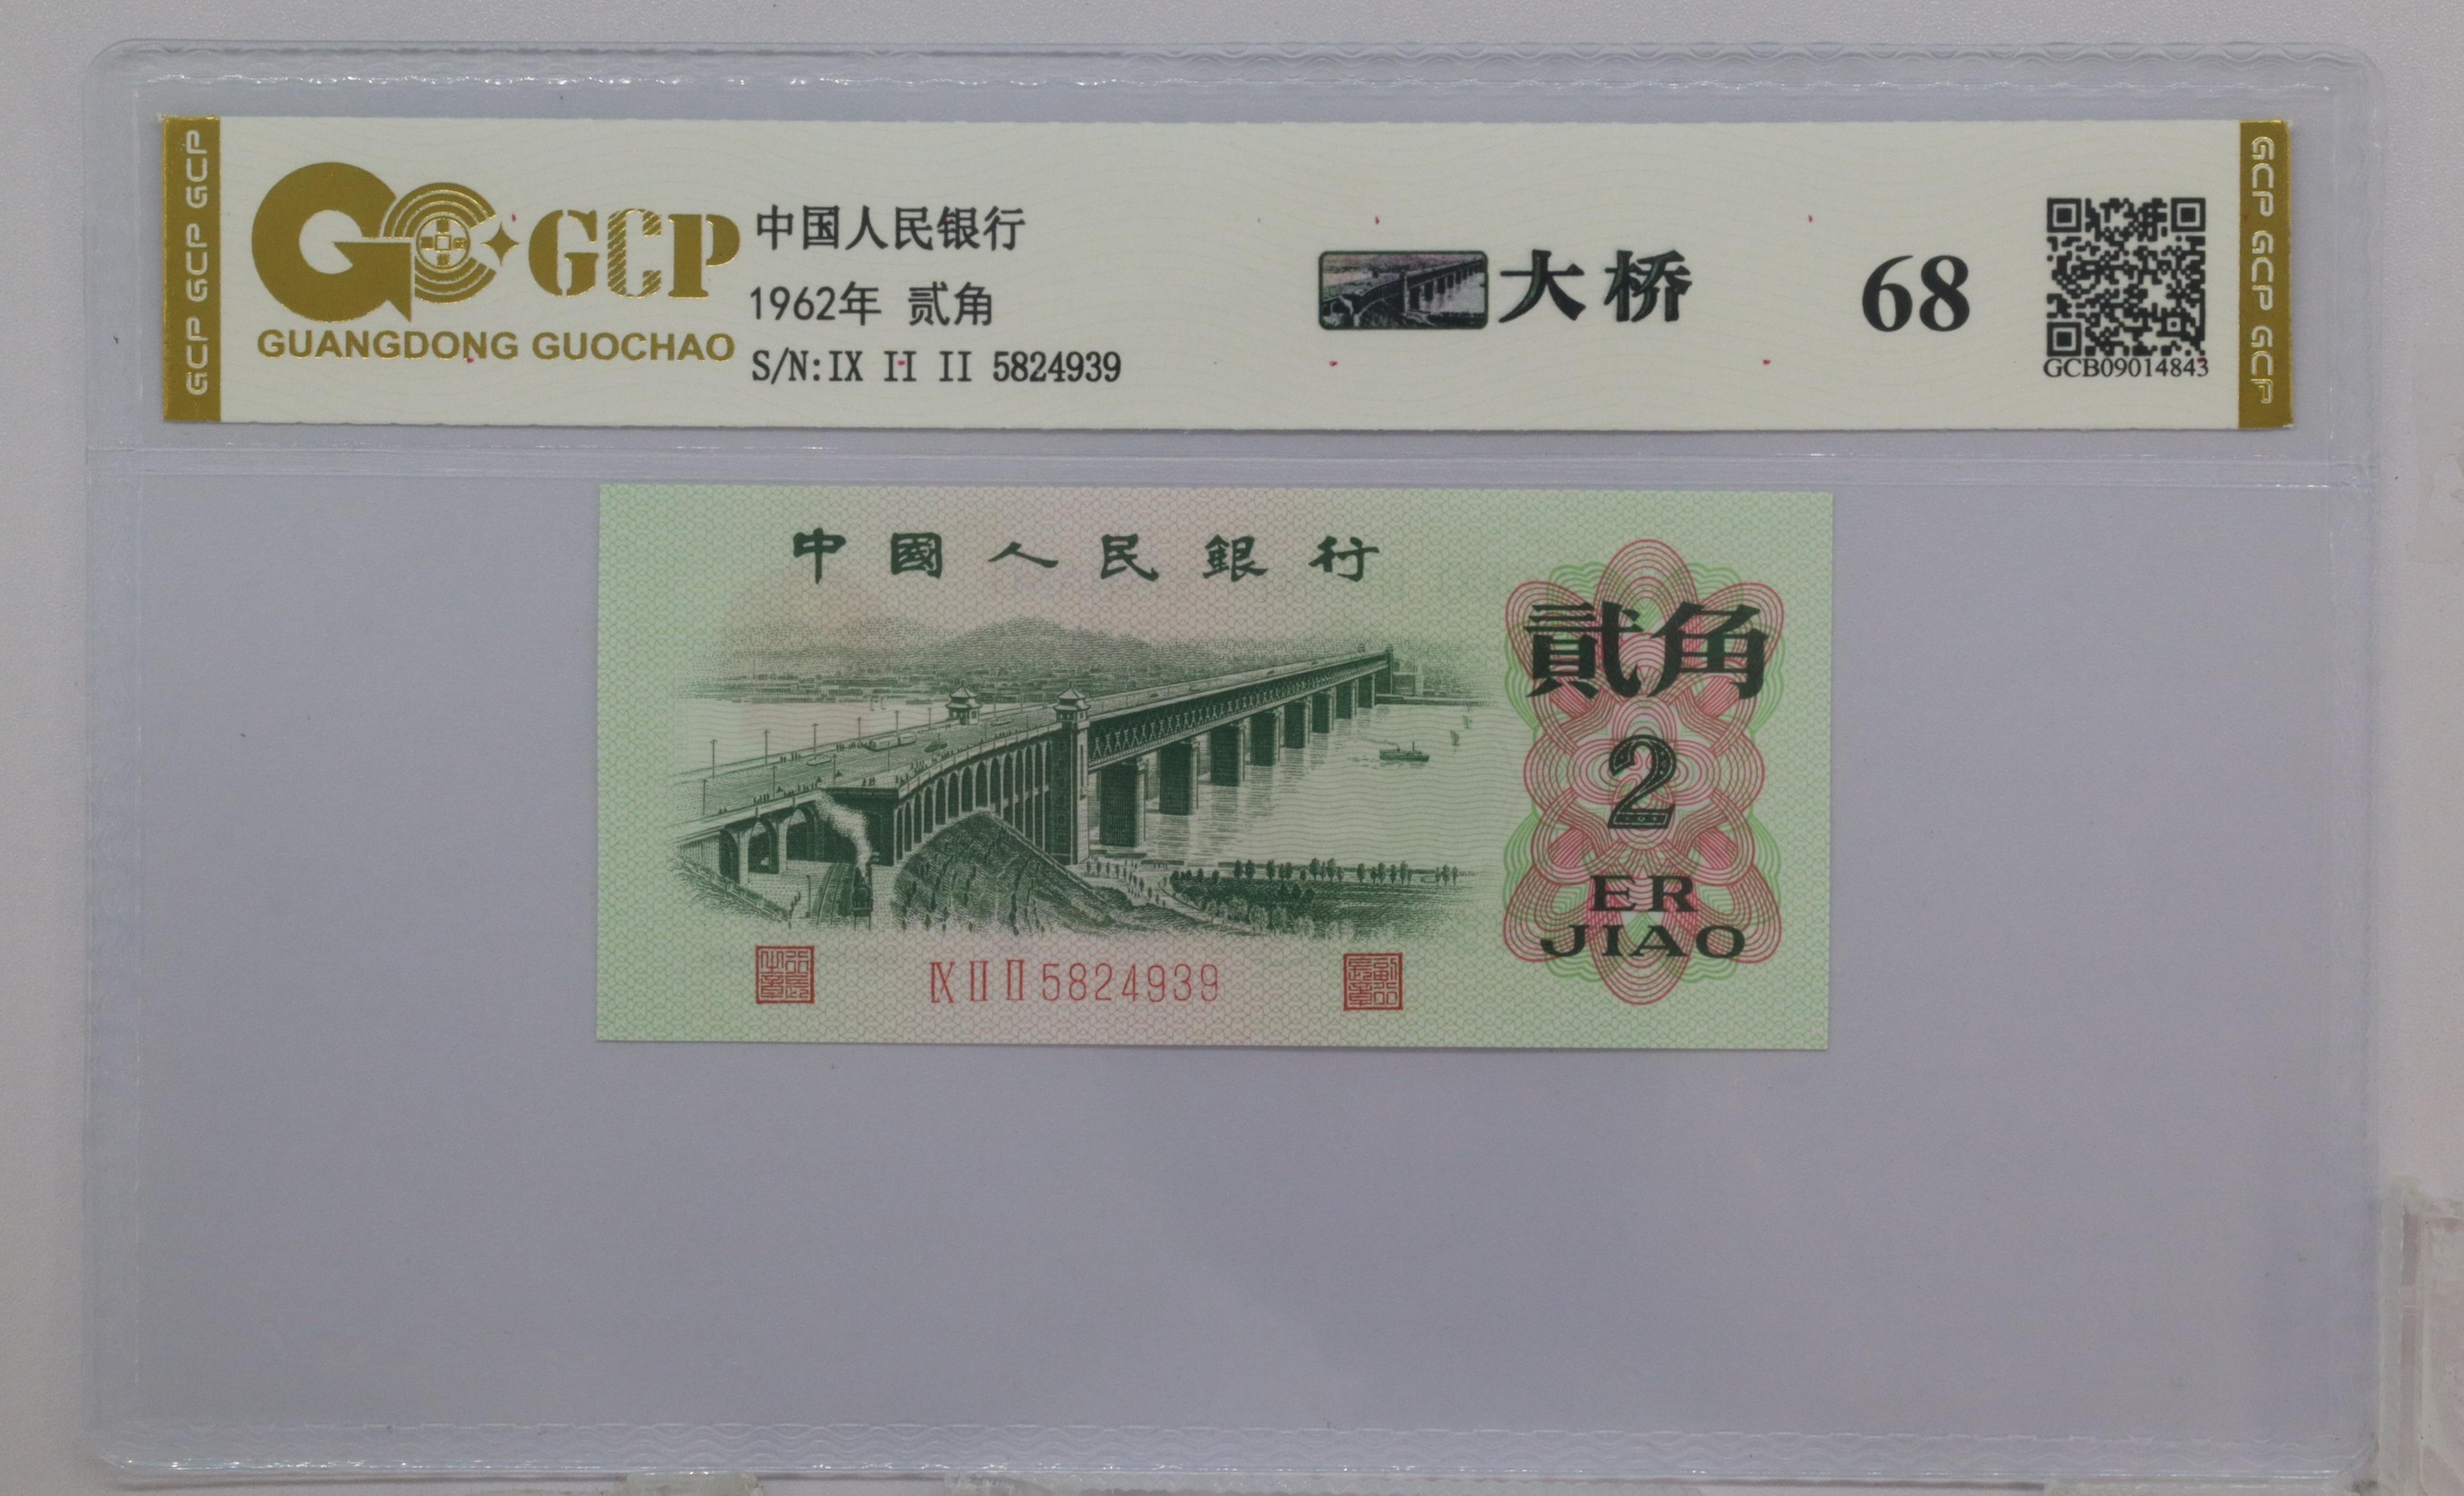 GCP GCP GCP
GCP
GUANGDONG GUOCHAO
中国人民银行
1962年 贰角
S/N:IX II II 5824939
大桥
68
GCB09014843
GCP GCP GCP
中國人民銀行
貳角
2
ER
JIAO
IX II II 5824939